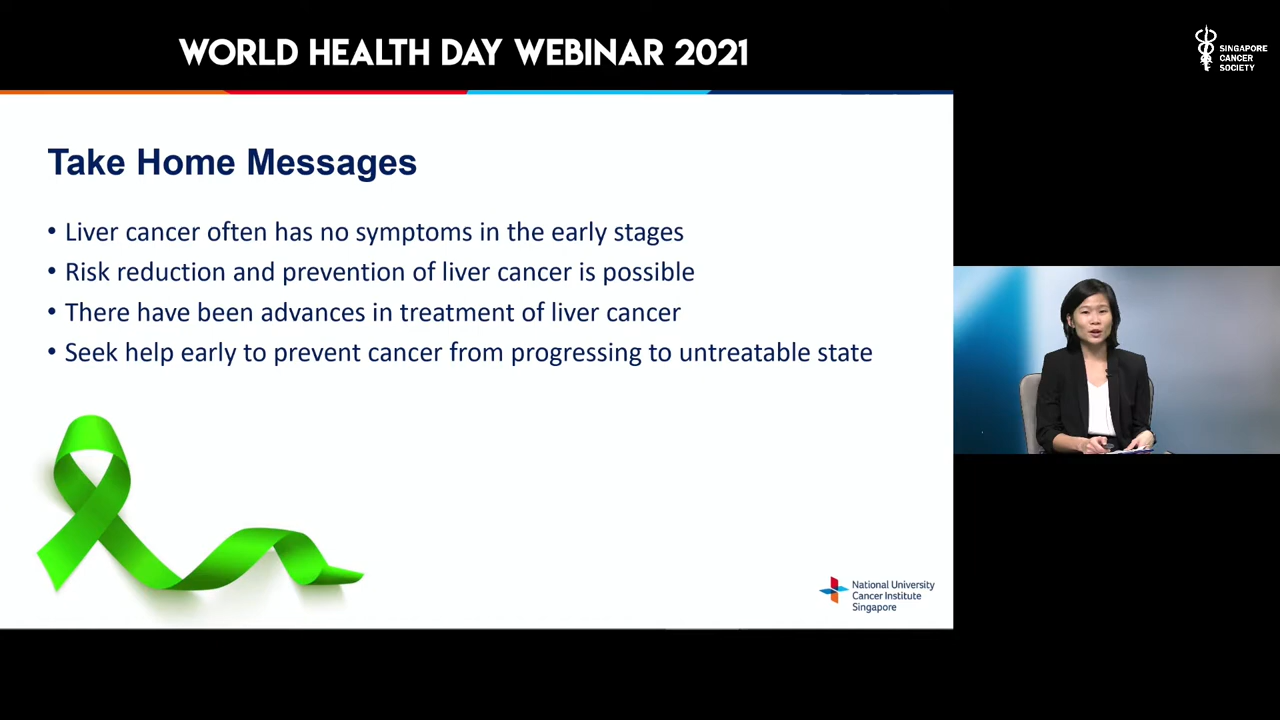 WORLD HEALTH DAY WEBINAR 2021
SINGAPORE
CANCER
SOCIETY
Take Home Messages
• Liver cancer often has no symptoms in the early stages
• Risk reduction and prevention of liver cancer is possible
• There have been advances in treatment of liver cancer
• Seek help early to prevent cancer from progressing to untreatable state
National University
Cancer Institute
Singapore